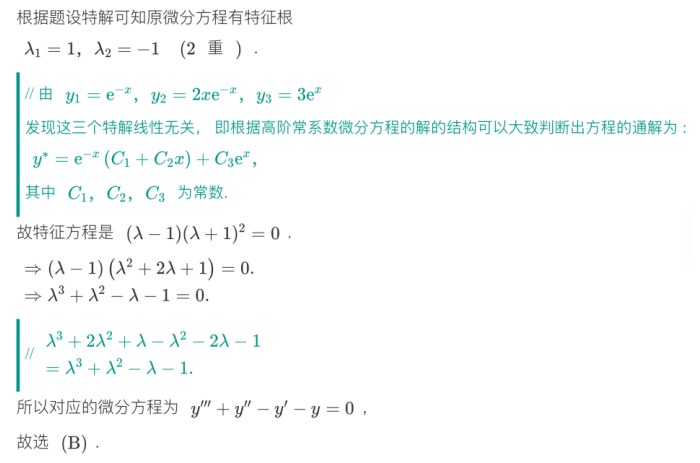 根据题设特解可知原微分方程有特征根
λ₁ = 1, λ₂ = −1 (2 重 ) .
// 由 y₁ = e⁻ˣ, y₂ = 2xe⁻ˣ, y₃ = 3eˣ
发现这三个特解线性无关, 即根据高阶常系数微分方程的解的结构可以大致判断出方程的通解为 :
y* = e⁻ˣ (C₁ + C₂x) + C₃eˣ,
其中 C₁, C₂, C₃ 为常数.
故特征方程是 (λ − 1)(λ + 1)² = 0 .
⇒ (λ − 1) (λ² + 2λ + 1) = 0.
⇒ λ³ + λ² − λ − 1 = 0.
// λ³ + 2λ² + λ − λ² − 2λ − 1
= λ³ + λ² − λ − 1.
所以对应的微分方程为 y′′′ + y′′ − y′ − y = 0 ,
故选 (B) .